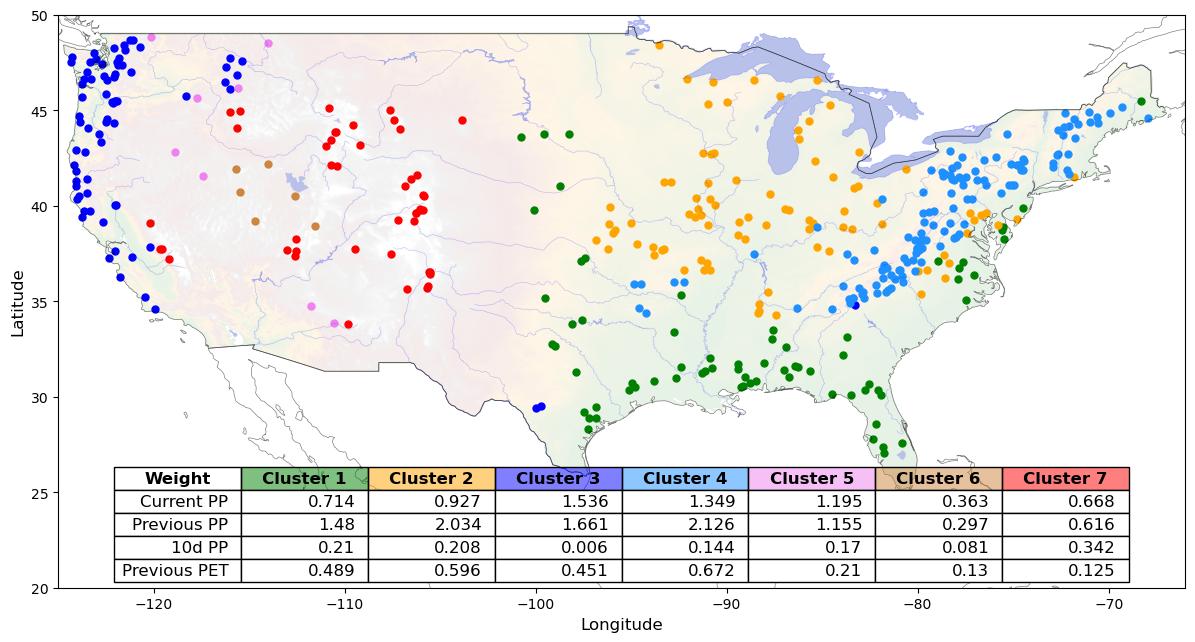 50
45
40
35
30
25
20
Latitude
Weight Cluster 1 Cluster 2 Cluster 3 Cluster 4 Cluster 5 Cluster 6 Cluster 7
Current PP 0.714 0.927 1.536 1.349 1.195 0.363 0.668
Previous PP 1.48 2.034 1.661 2.126 1.155 0.297 0.616
10d PP 0.21 0.208 0.006 0.144 0.17 0.081 0.342
Previous PET 0.489 0.596 0.451 0.672 0.21 0.13 0.125
−120 −110 −100 −90 −80 −70
Longitude